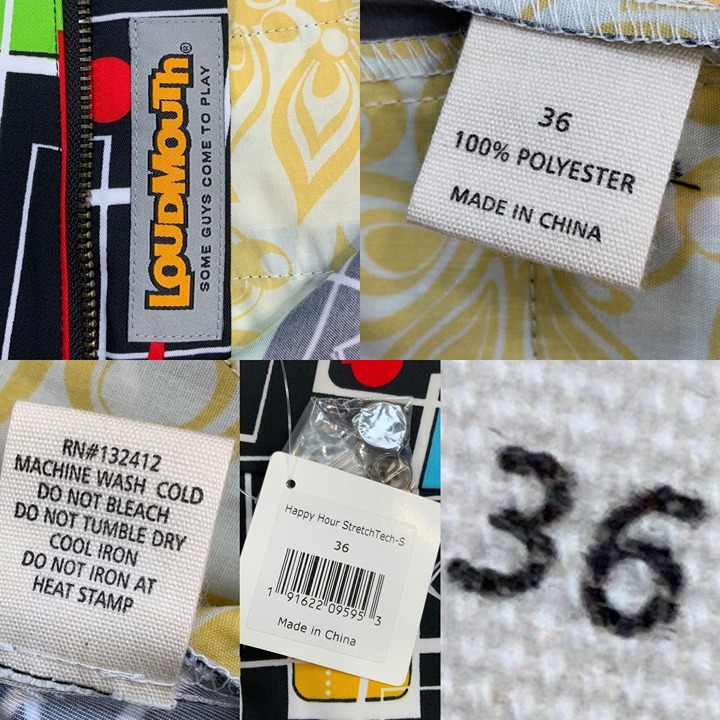 LOUDMOUTH®
SOME GUYS COME TO PLAY
36
100% POLYESTER
MADE IN CHINA
RN#132412
MACHINE WASH COLD
DO NOT BLEACH
DO NOT TUMBLE DRY
COOL IRON
DO NOT IRON AT
HEAT STAMP
Happy Hour StretchTech-S
36
1 91622 09595 3
Made in China
36